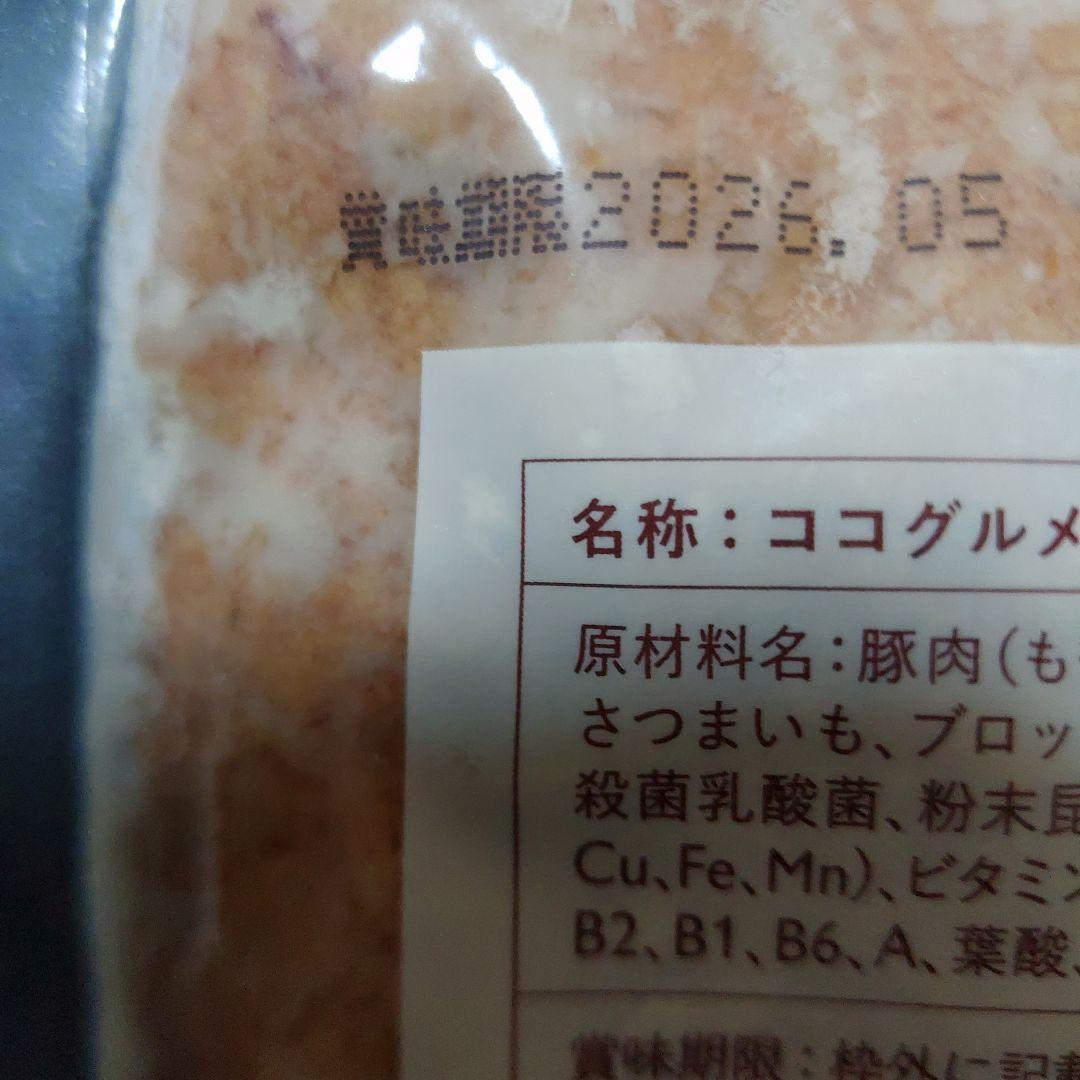 賞味期限2026.05
名称：ココグルメ
原材料名：豚肉（も
さつまいも、ブロッ
殺菌乳酸菌、粉末昆
Cu、Fe、Mn）、ビタミン
B2、B1、B6、A、葉酸、
賞味期限：枠外に記載